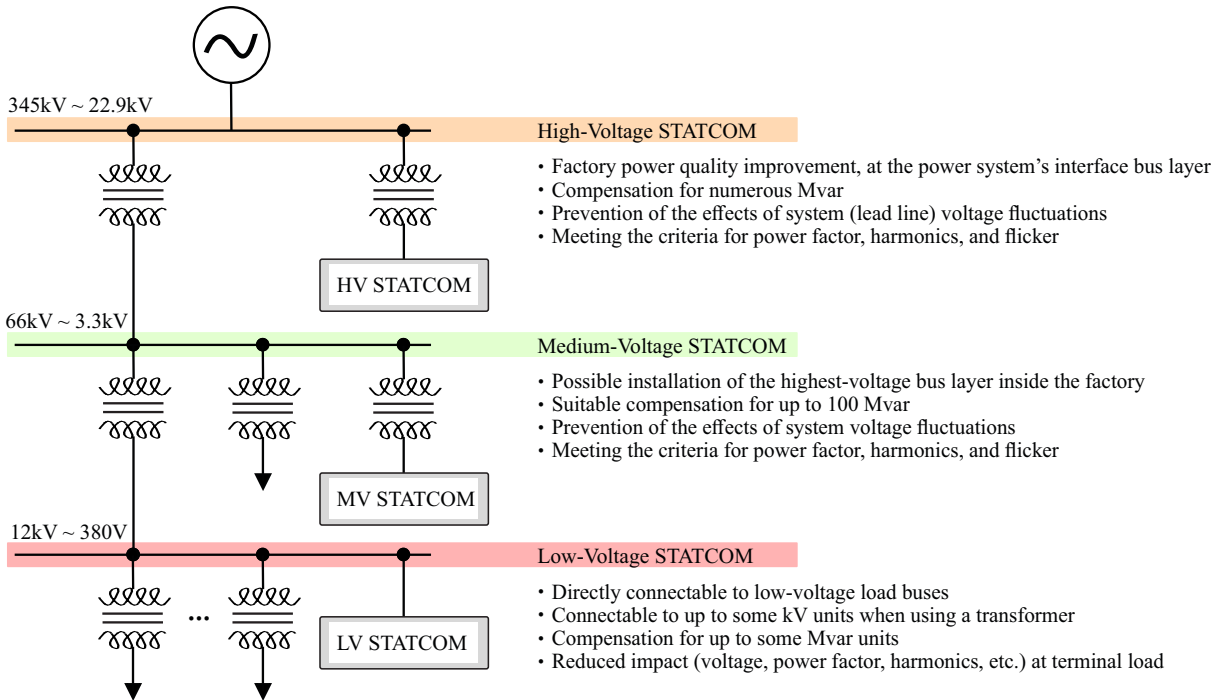 345kV ~ 22.9kV
High-Voltage STATCOM
・Factory power quality improvement, at the power system's interface bus layer
・Compensation for numerous Mvar
・Prevention of the effects of system (lead line) voltage fluctuations
・Meeting the criteria for power factor, harmonics, and flicker
HV STATCOM
66kV ~ 3.3kV
Medium-Voltage STATCOM
・Possible installation of the highest-voltage bus layer inside the factory
・Suitable compensation for up to 100 Mvar
・Prevention of the effects of system voltage fluctuations
・Meeting the criteria for power factor, harmonics, and flicker
MV STATCOM
12kV ~ 380V
Low-Voltage STATCOM
・Directly connectable to low-voltage load buses
・Connectable to up to some kV units when using a transformer
・Compensation for up to some Mvar units
・Reduced impact (voltage, power factor, harmonics, etc.) at terminal load
...
LV STATCOM